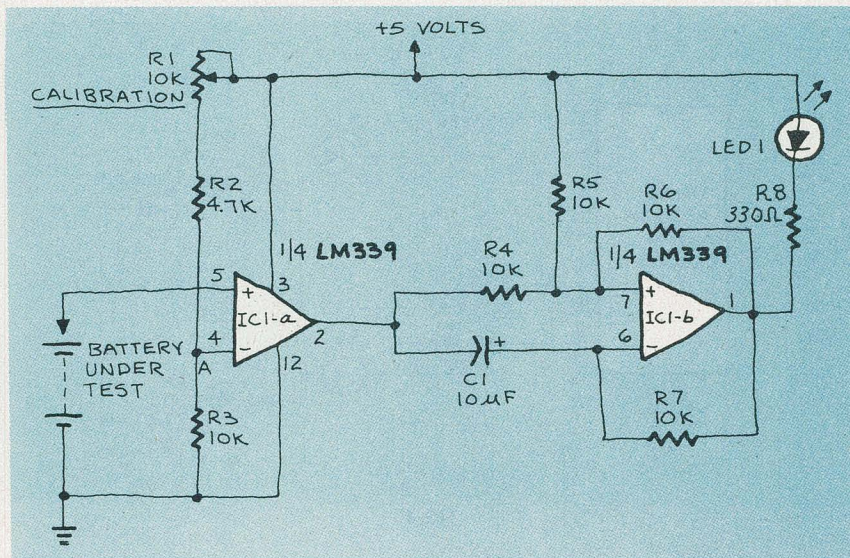 +5 VOLTS
R1
10K
CALIBRATION
R2
4.7K
1/4 LM339
5
+
3
IC1-a
2
4
-
A
12
BATTERY
UNDER
TEST
R3
10K
R4
10K
C1
10µF
+
R5
10K
R6
10K
1/4 LM339
7
+
IC1-b
1
6
-
R7
10K
LED1
R8
330Ω